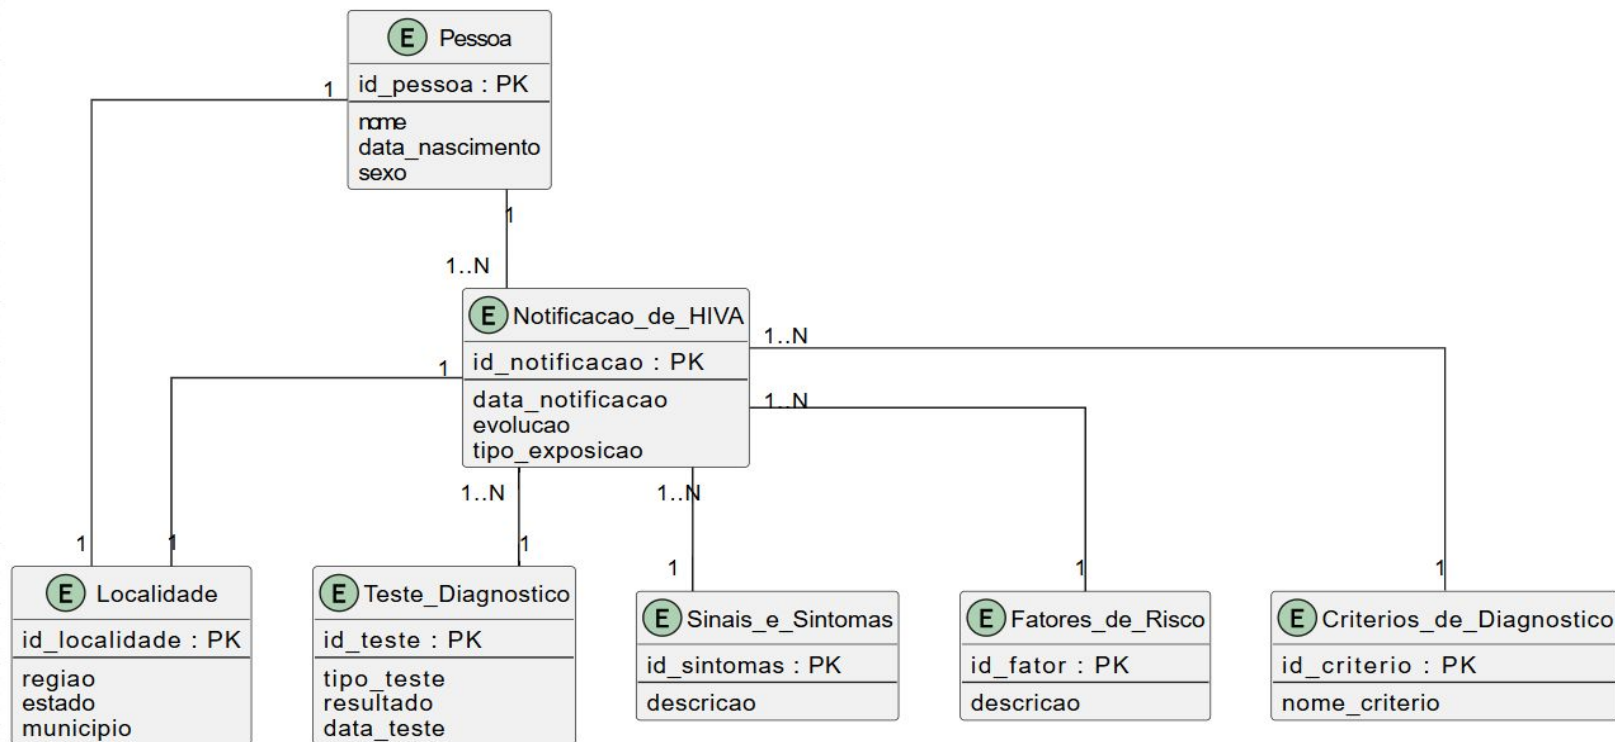 E Pessoa
1
id_pessoa : PK
nome
data_nascimento
sexo
1
1..N
E Notificacao_de_HIVA
1..N
1
id_notificacao : PK
data_notificacao
1..N
evolucao
tipo_exposicao
1..N
1..N
1
1
1
1
1
1
E Localidade
id_localidade : PK
regiao
estado
municipio
E Teste_Diagnostico
id_teste : PK
tipo_teste
resultado
data_teste
E Sinais_e_Sintomas
id_sintomas : PK
descricao
E Fatores_de_Risco
id_fator : PK
descricao
E Criterios_de_Diagnostico
id_criterio : PK
nome_criterio